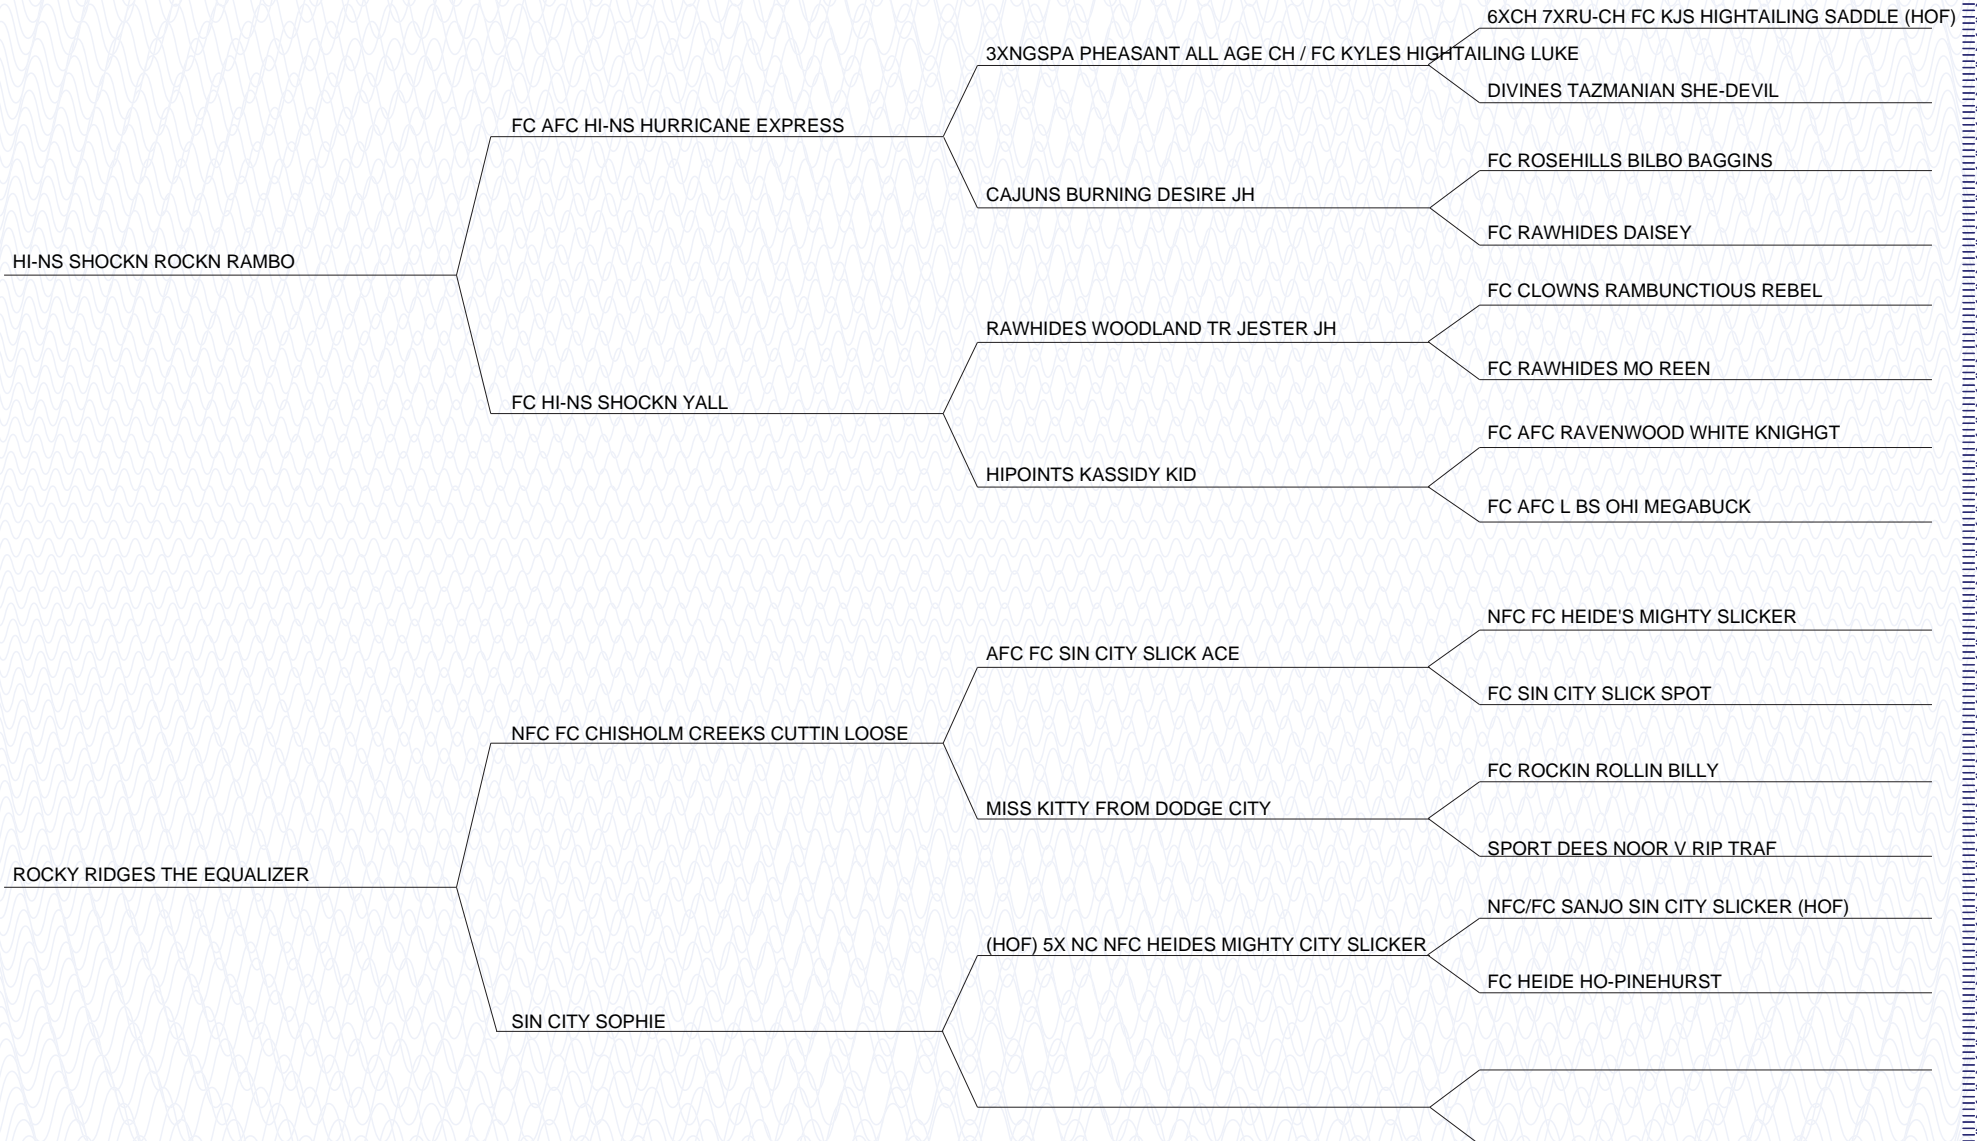 6XCH 7XRU-CH FC KJS HIGHTAILING SADDLE (HOF)
3XNGSPA PHEASANT ALL AGE CH / FC KYLES HIGHTAILING LUKE
DIVINES TAZMANIAN SHE-DEVIL
FC AFC HI-NS HURRICANE EXPRESS
FC ROSEHILLS BILBO BAGGINS
CAJUNS BURNING DESIRE JH
FC RAWHIDES DAISEY
HI-NS SHOCKN ROCKN RAMBO
FC CLOWNS RAMBUNCTIOUS REBEL
RAWHIDES WOODLAND TR JESTER JH
FC RAWHIDES MO REEN
FC HI-NS SHOCKN YALL
FC AFC RAVENWOOD WHITE KNIGHGT
HIPOINTS KASSIDY KID
FC AFC L BS OHI MEGABUCK
NFC FC HEIDE'S MIGHTY SLICKER
AFC FC SIN CITY SLICK ACE
FC SIN CITY SLICK SPOT
NFC FC CHISHOLM CREEKS CUTTIN LOOSE
FC ROCKIN ROLLIN BILLY
MISS KITTY FROM DODGE CITY
SPORT DEES NOOR V RIP TRAF
ROCKY RIDGES THE EQUALIZER
NFC/FC SANJO SIN CITY SLICKER (HOF)
(HOF) 5X NC NFC HEIDES MIGHTY CITY SLICKER
FC HEIDE HO-PINEHURST
SIN CITY SOPHIE